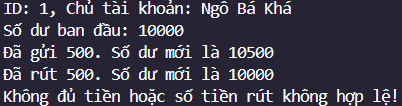 ID: 1, Chủ tài khoản: Ngô Bá Khá
Số dư ban đầu: 10000
Đã gửi 500. Số dư mới là 10500
Đã rút 500. Số dư mới là 10000
Không đủ tiền hoặc số tiền rút không hợp lệ!